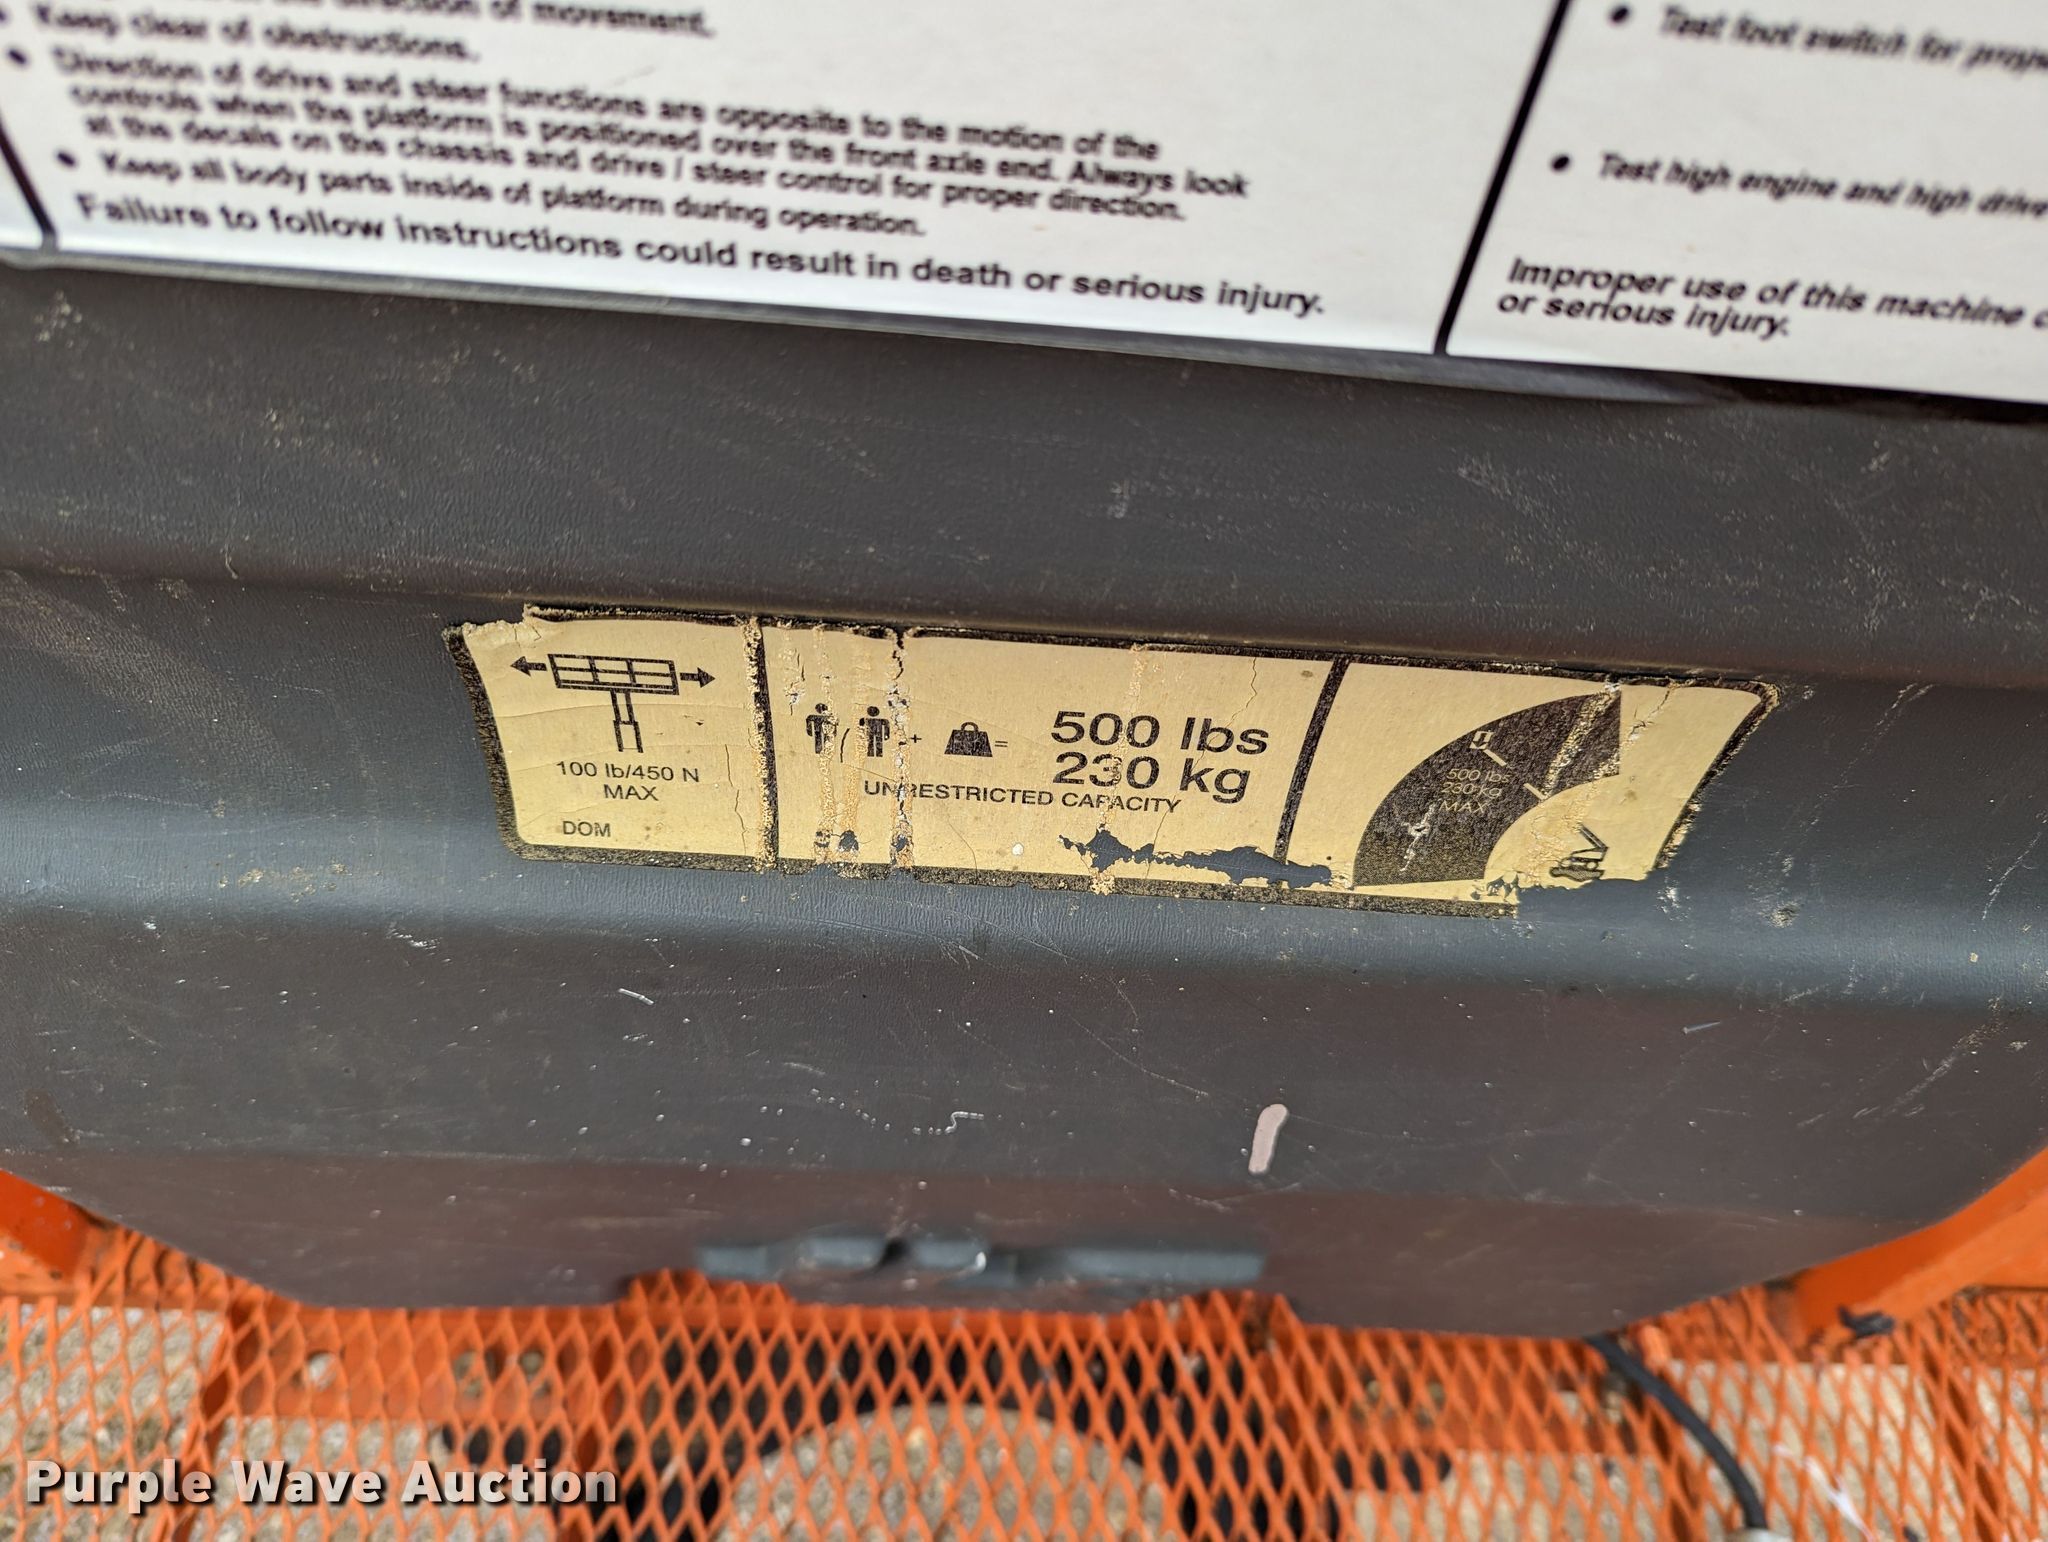 the direction of movement.
Keep clear of obstructions.
• Direction of drive and steer functions are opposite to the motion of the
controls when the platform is positioned over the front axle end. Always look
at the decals on the chassis and drive / steer control for proper direction.
• Keep all body parts inside of platform during operation.
Failure to follow instructions could result in death or serious injury.
• Test foot switch for
• Test high engine and high drive
Improper use of this machine
or serious injury.
100 lb/450 N
MAX
DOM
+ =
500 lbs
230 kg
UNRESTRICTED CAPACITY
500 lbs
230 kg
MAX
Purple Wave Auction